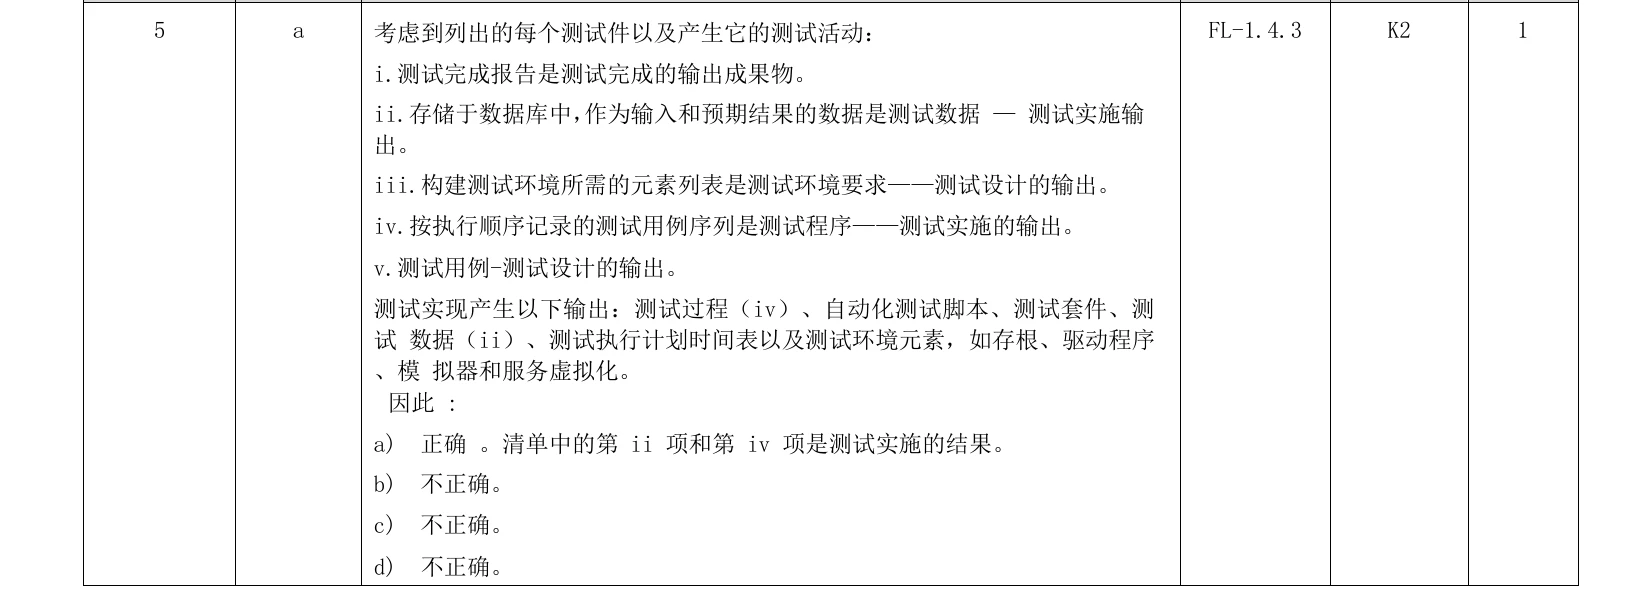 5 a 考虑到列出的每个测试件以及产生它的测试活动： FL-1.4.3 K2 1
i.测试完成报告是测试完成的输出成果物。
ii.存储于数据库中,作为输入和预期结果的数据是测试数据 — 测试实施输
出。
iii.构建测试环境所需的元素列表是测试环境要求——测试设计的输出。
iv.按执行顺序记录的测试用例序列是测试程序——测试实施的输出。
v.测试用例-测试设计的输出。
测试实现产生以下输出：测试过程（iv）、自动化测试脚本、测试套件、测
试 数据（ii）、测试执行计划时间表以及测试环境元素，如存根、驱动程序
、模 拟器和服务虚拟化。
因此 :
a) 正确 。清单中的第 ii 项和第 iv 项是测试实施的结果。
b) 不正确。
c) 不正确。
d) 不正确。